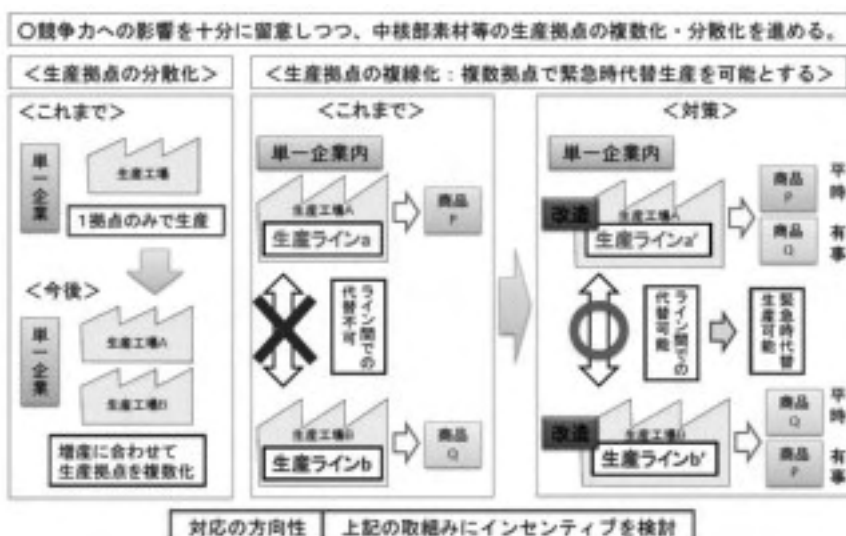 ○競争力への影響を十分に留意しつつ、中核部素材等の生産拠点の複数化・分散化を進める。
＜生産拠点の分散化＞
＜これまで＞
単一企業
生産工場
1拠点のみで生産
＜今後＞
単一企業
生産工場A
生産工場B
増産に合わせて
生産拠点を複数化
＜生産拠点の複線化：複数拠点で緊急時代替生産を可能とする＞
＜これまで＞
単一企業内
生産工場A
生産ラインa
商品
P
ライン間での
代替不可
生産工場B
生産ラインb
商品
Q
＜対策＞
単一企業内
改造
生産工場A
生産ラインa'
商品
P
平
時
商品
Q
有
事
ライン間での
代替可能
緊急時代替
生産可能
改造
生産工場B
生産ラインb'
商品
Q
平
時
商品
P
有
事
対応の方向性
上記の取組みにインセンティブを検討